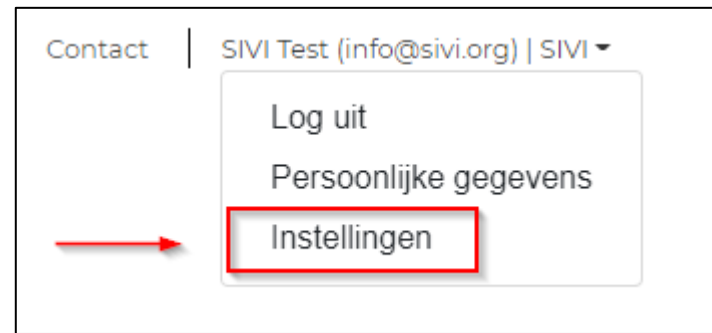 Contact | SIVI Test (info@sivi.org) | SIVI
Log uit
Persoonlijke gegevens
Instellingen